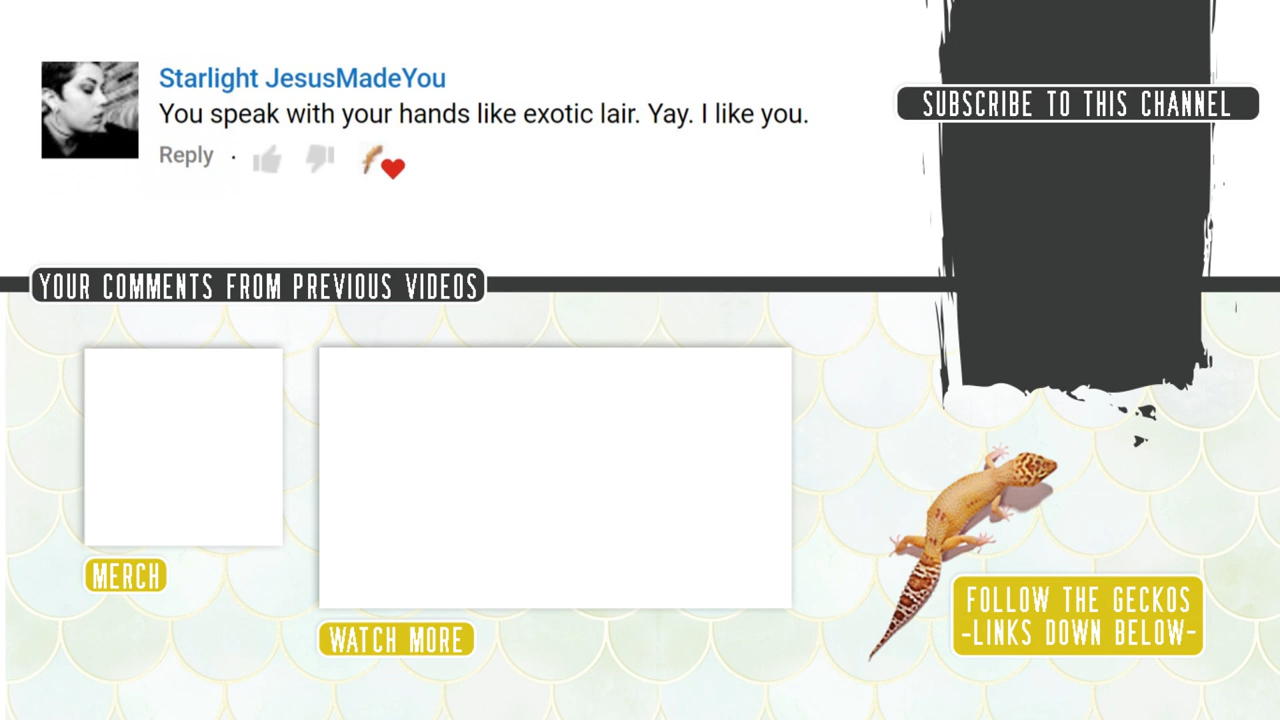 Starlight JesusMadeYou
You speak with your hands like exotic lair. Yay. I like you.
Reply ·
SUBSCRIBE TO THIS CHANNEL
YOUR COMMENTS FROM PREVIOUS VIDEOS
MERCH
WATCH MORE
FOLLOW THE GECKOS
-LINKS DOWN BELOW-